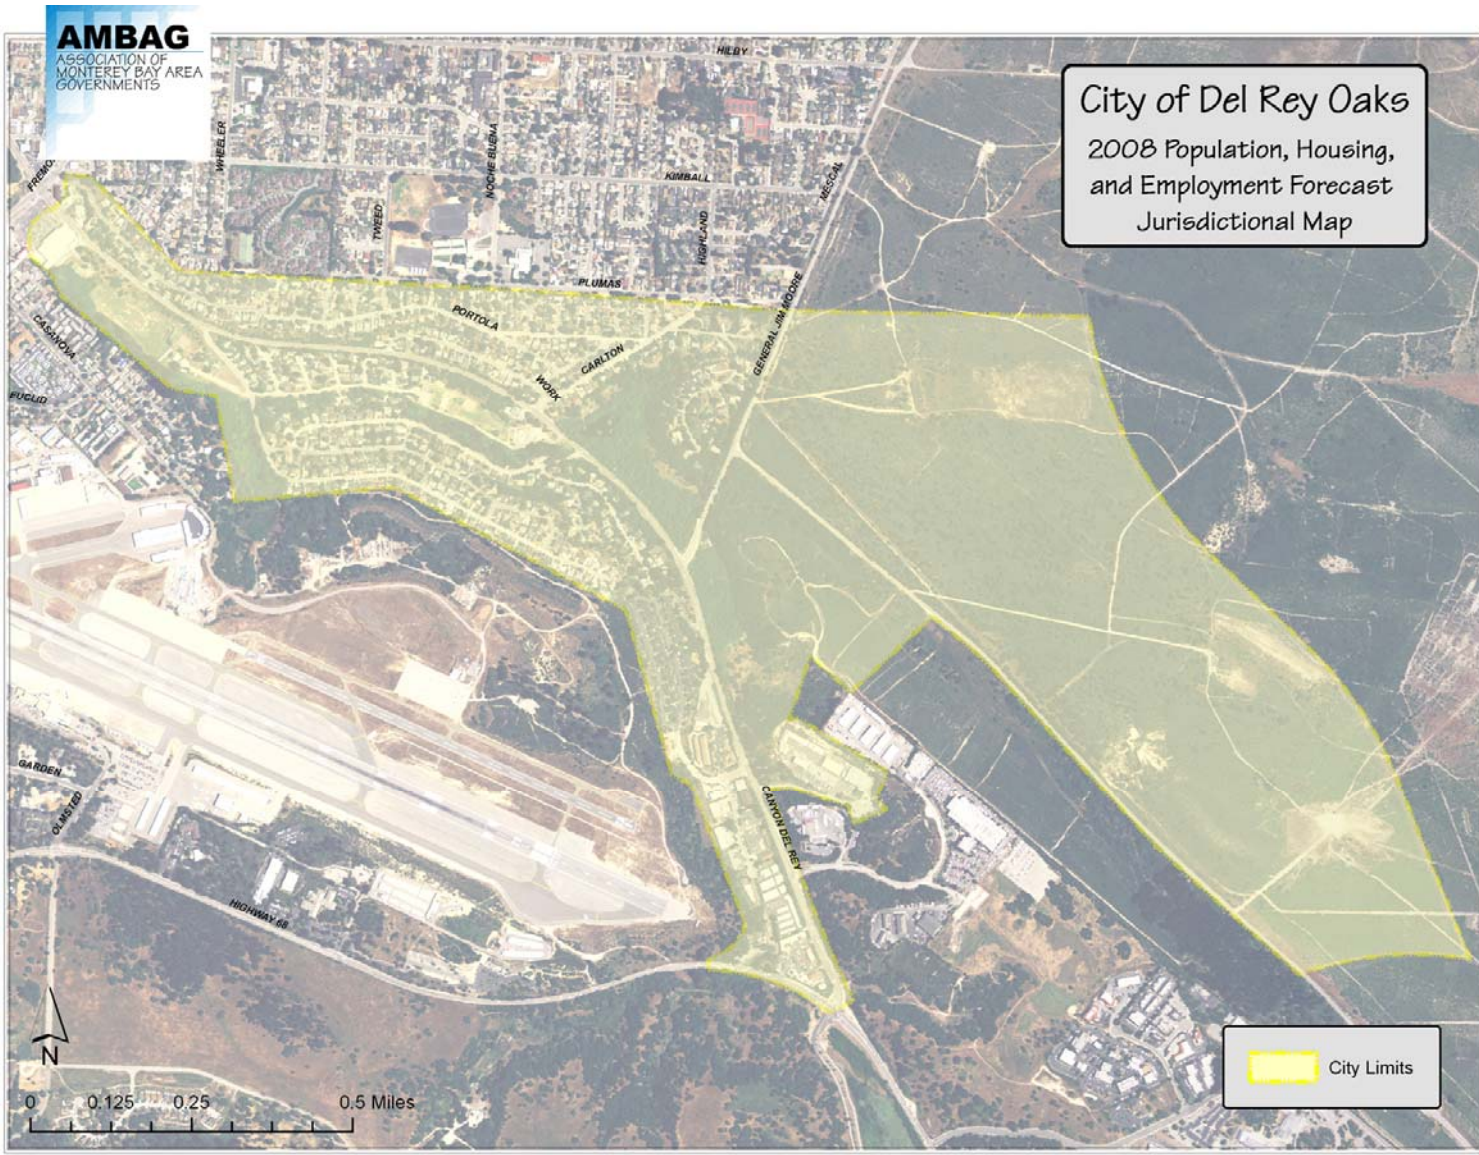 AMBAG
ASSOCIATION OF
MONTEREY BAY AREA
GOVERNMENTS
City of Del Rey Oaks
2008 Population, Housing,
and Employment Forecast
Jurisdictional Map
HILBY
WHEELER
NOCHE BUENA
KIMBALL
MESCAL
TWEED
HIGHLAND
PLUMAS
GENERAL JIM MOORE
PORTOLA
CARLTON
WORK
CASANOVA
EUCLID
GARDEN
OLMSTED
CANYON DEL REY
HIGHWAY 68
N
0 0.125 0.25 0.5 Miles
City Limits